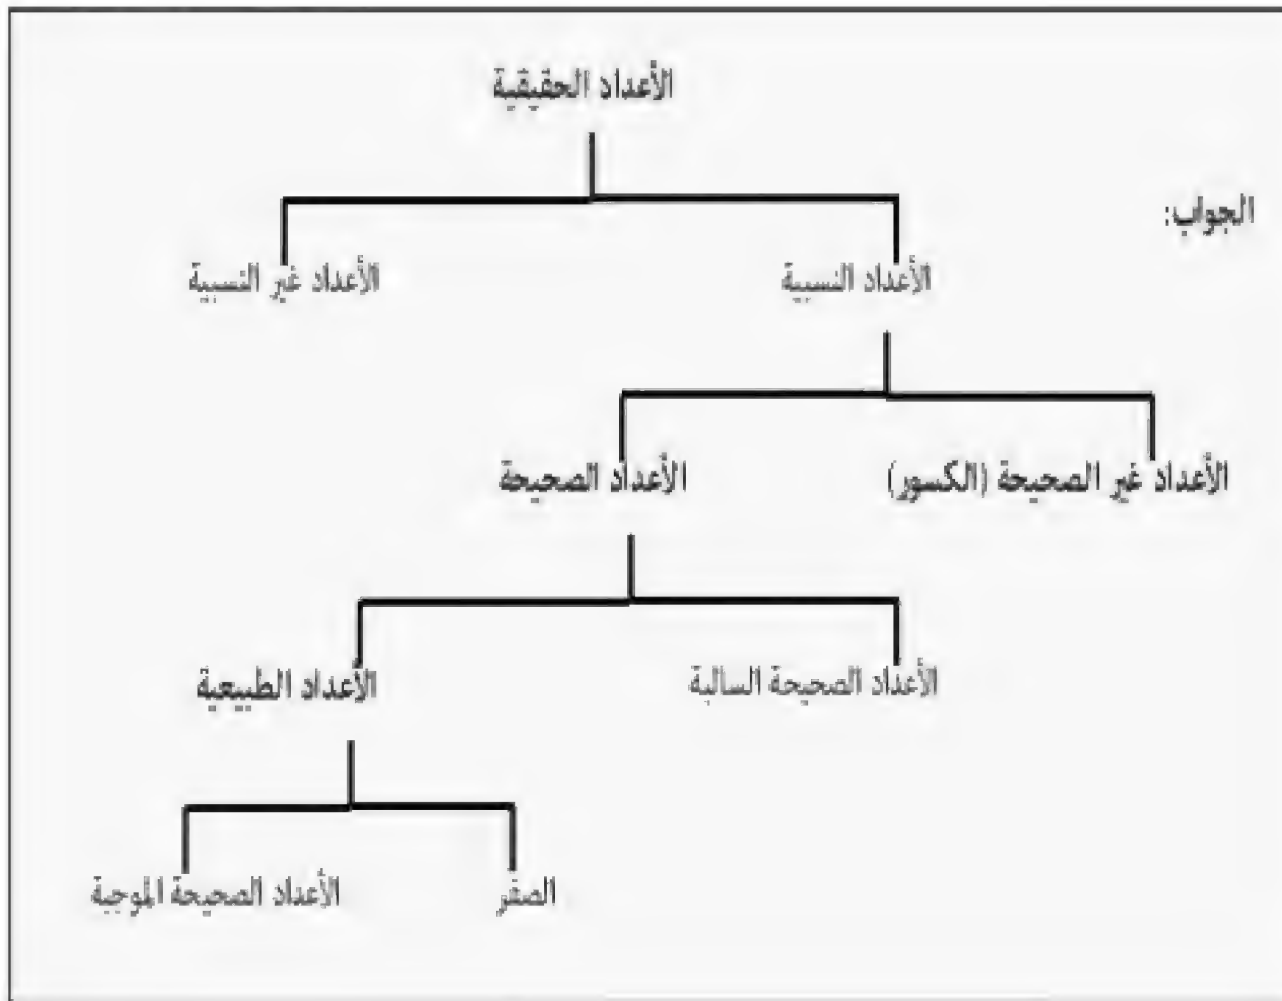 الأعداد الحقيقية
الجواب:
الأعداد النسبية
الأعداد غير النسبية
الأعداد غير الصحيحة (الكسور)
الأعداد الصحيحة
الأعداد الصحيحة السالبة
الأعداد الطبيعية
الصفر
الأعداد الصحيحة الموجبة